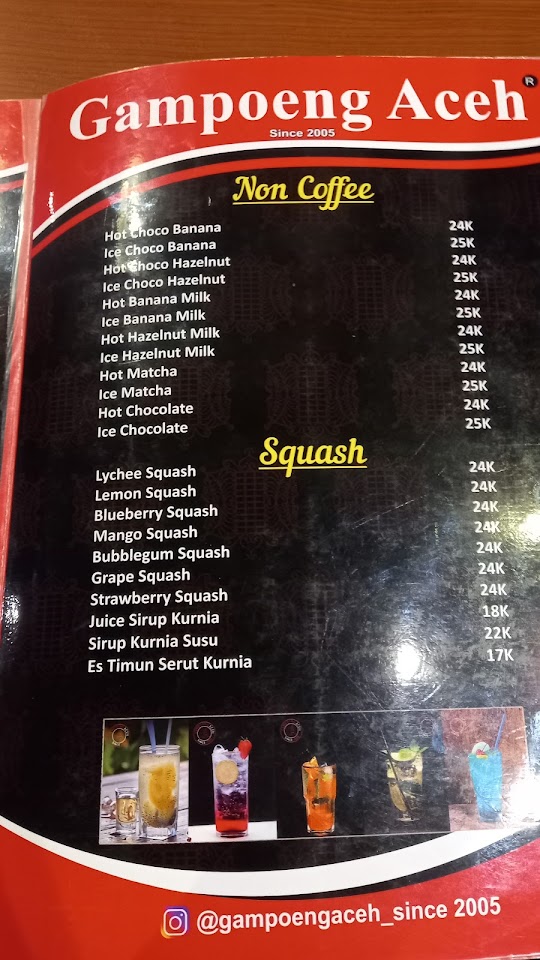 Gampoeng Aceh®
Since 2005
Non Coffee
Hot Choco Banana 24K
Ice Choco Banana 25K
Hot Choco Hazelnut 24K
Ice Choco Hazelnut 25K
Hot Banana Milk 24K
Ice Banana Milk 25K
Hot Hazelnut Milk 24K
Ice Hazelnut Milk 25K
Hot Matcha 24K
Ice Matcha 25K
Hot Chocolate 24K
Ice Chocolate 25K
Squash
Lychee Squash 24K
Lemon Squash 24K
Blueberry Squash 24K
Mango Squash 24K
Bubblegum Squash 24K
Grape Squash 24K
Strawberry Squash 24K
Juice Sirup Kurnia 18K
Sirup Kurnia Susu 22K
Es Timun Serut Kurnia 17K
@gampoengaceh_since 2005